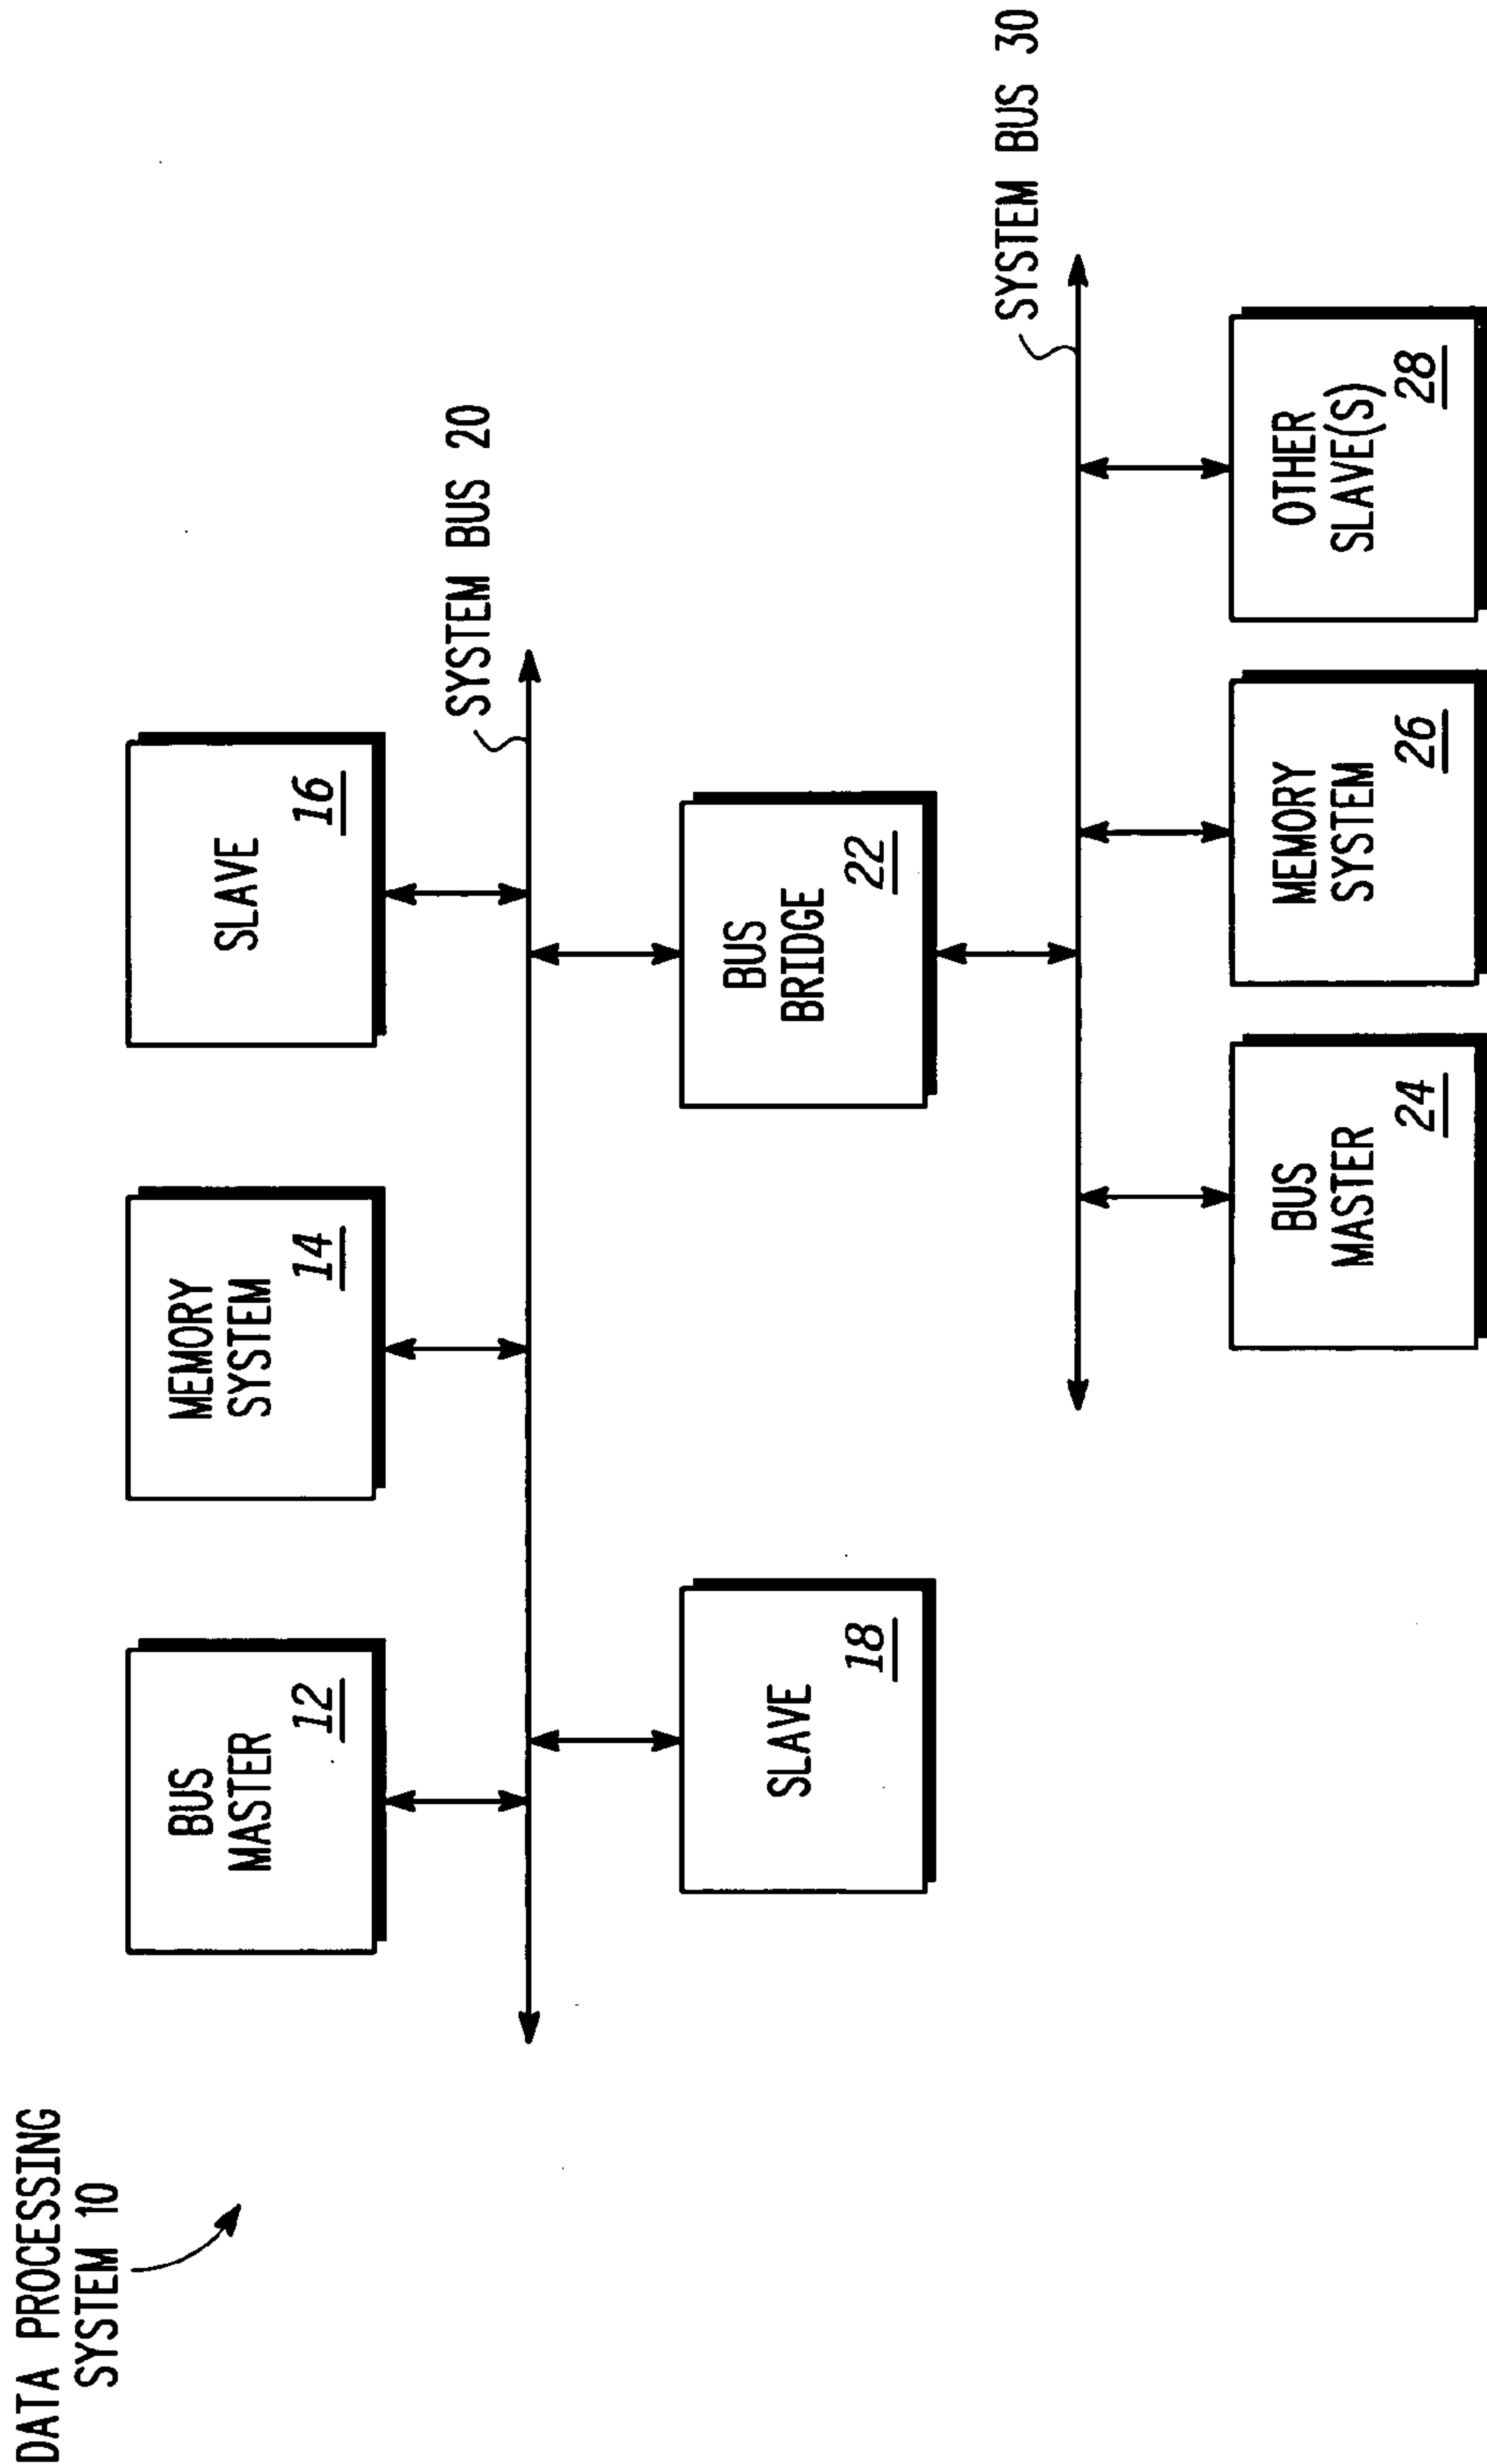 DATA PROCESSING
SYSTEM 10
BUS
MASTER
12
MEMORY
SYSTEM
14
SLAVE
16
SYSTEM BUS 20
SLAVE
18
BUS
BRIDGE
22
SYSTEM BUS 30
BUS
MASTER
24
MEMORY
SYSTEM
26
OTHER
SLAVE(S)
28